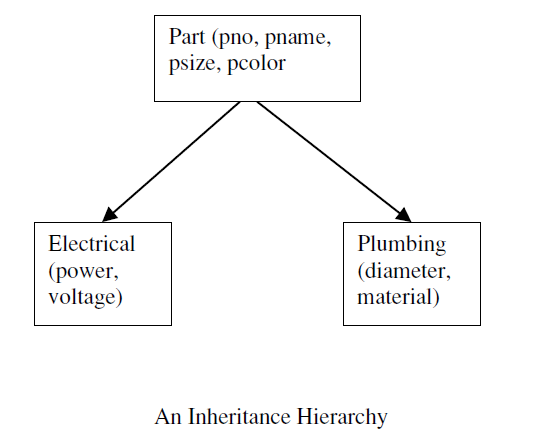 Part (pno, pname,
psize, pcolor
Electrical
(power,
voltage)
Plumbing
(diameter,
material)
An Inheritance Hierarchy